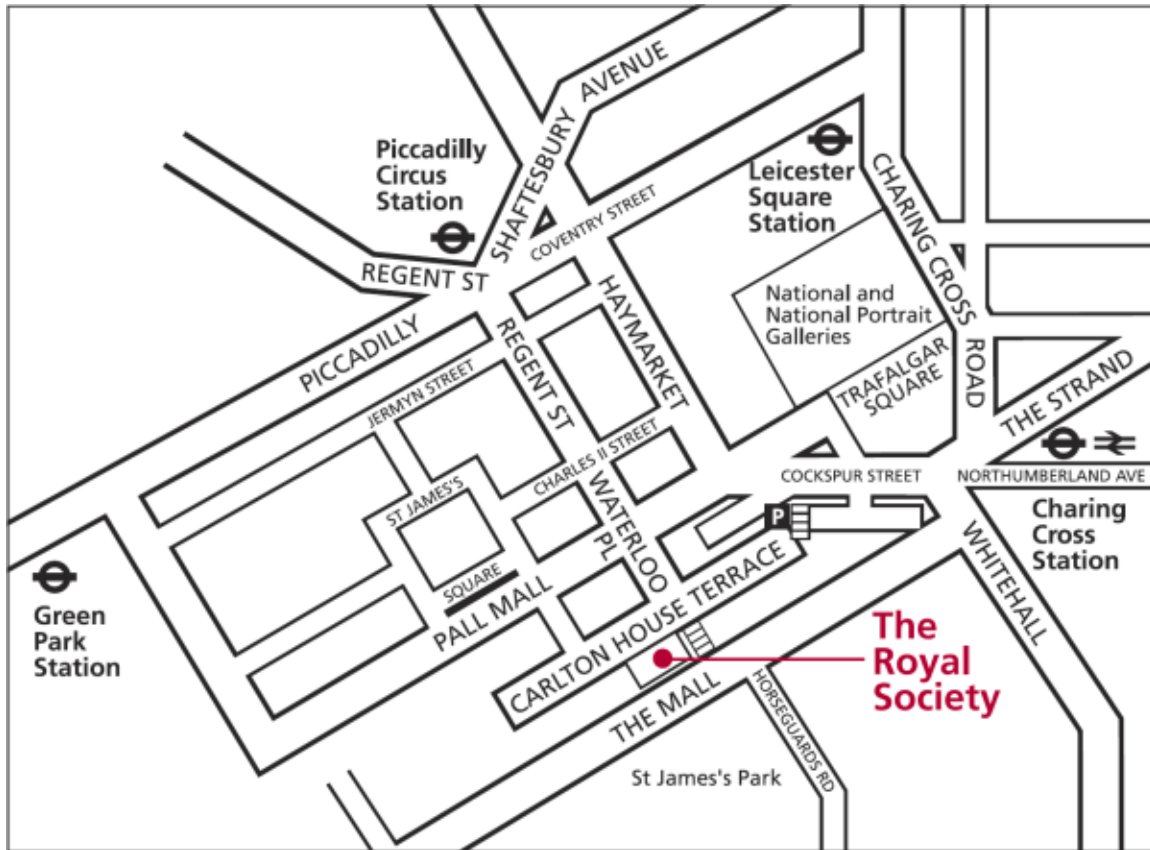 SHAFTESBURY AVENUE
Piccadilly
Circus
Station
Leicester
Square
Station
CHARING CROSS
ROAD
COVENTRY STREET
REGENT ST
HAYMARKET
National and
National Portrait
Galleries
PICCADILLY
REGENT ST
JERMYN STREET
TRAFALGAR
SQUARE
THE STRAND
CHARLES II STREET
COCKSPUR STREET
NORTHUMBERLAND AVE
ST JAMES'S
SQUARE
WATERLOO
PL
P
Charing
Cross
Station
WHITEHALL
Green
Park
Station
PALL MALL
CARLTON HOUSE TERRACE
The
Royal
Society
THE MALL
HORSEGUARDS RD
St James's Park